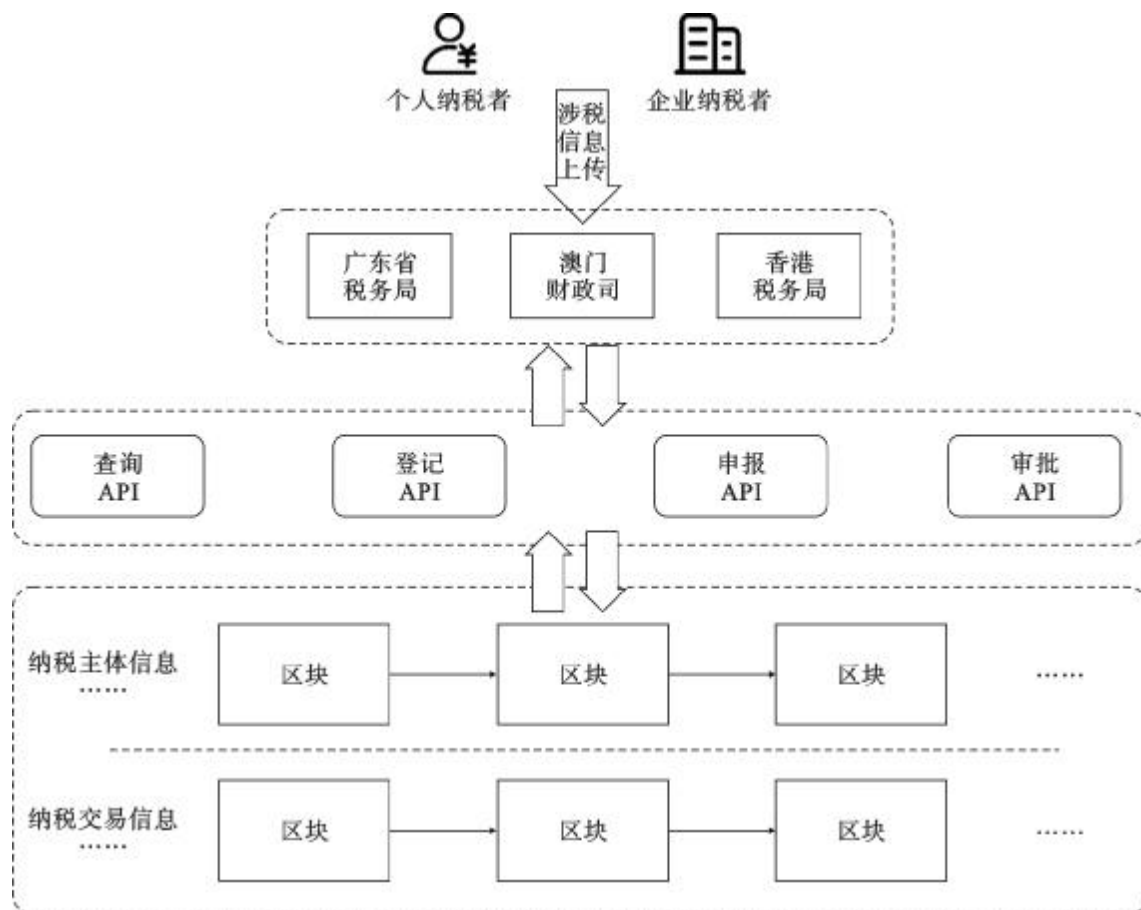 个人纳税者
企业纳税者
涉税
信息
上传
广东省
税务局
澳门
财政司
香港
税务局
查询
API
登记
API
申报
API
审批
API
纳税主体信息
……
区块
区块
区块
……
纳税交易信息
……
区块
区块
区块
……